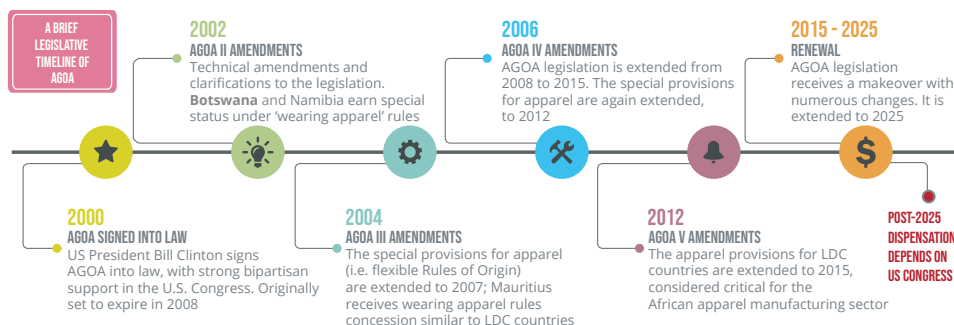 A BRIEF
LEGISLATIVE
TIMELINE OF
AGOA
2002
AGOA II AMENDMENTS
Technical amendments and
clarifications to the legislation.
Botswana and Namibia earn special
status under ‘wearing apparel’ rules
2006
AGOA IV AMENDMENTS
AGOA legislation is extended from
2008 to 2015. The special provisions
for apparel are again extended,
to 2012
2015 - 2025
RENEWAL
AGOA legislation
receives a makeover with
numerous changes. It is
extended to 2025
$
2000
AGOA SIGNED INTO LAW
US President Bill Clinton signs
AGOA into law, with strong bipartisan
support in the U.S. Congress. Originally
set to expire in 2008
2004
AGOA III AMENDMENTS
The special provisions for apparel
(i.e. flexible Rules of Origin)
are extended to 2007; Mauritius
receives wearing apparel rules
concession similar to LDC countries
2012
AGOA V AMENDMENTS
The apparel provisions for LDC
countries are extended to 2015,
considered critical for the
African apparel manufacturing sector
POST-2025
DISPENSATION
DEPENDS ON
US CONGRESS